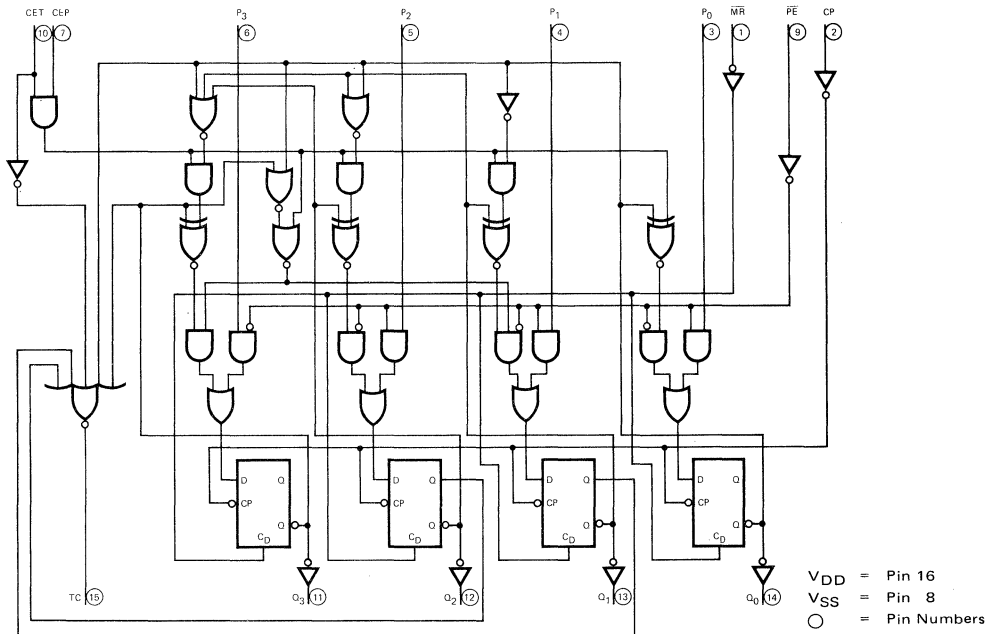 CET CEP P3 P2 P1 P0 M̅R̅ P̅E̅ CP
10 7 6 5 4 3 1 9 2
D Q D Q D Q D Q
CP CP CP CP
Q Q Q Q
CD CD CD CD
TC 15 Q3 11 Q2 12 Q1 13 Q0 14
VDD = Pin 16
VSS = Pin 8
= Pin Numbers